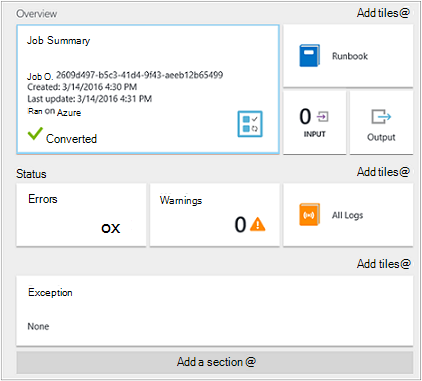 Overview
Add tiles@
Job Summary
Job O. 2609d497-b5c3-41d4-9f43-aeeb12b65499
Created: 3/14/2016 4:30 PM
Last update: 3/14/2016 4:31 PM
Ran on Azure
Converted
Runbook
0
INPUT
Output
Status
Add tiles@
Errors
OX
Warnings
0
All Logs
Add tiles@
Exception
None
Add a section @